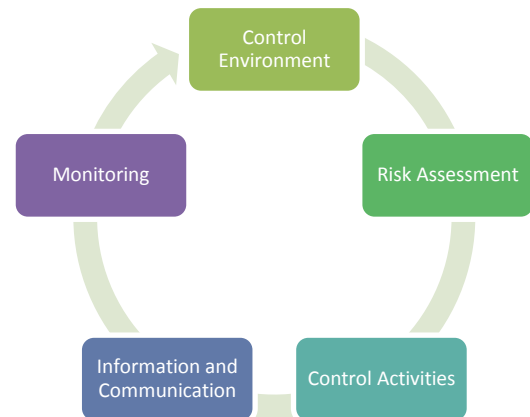 Control
Environment
Risk Assessment
Control Activities
Information and
Communication
Monitoring